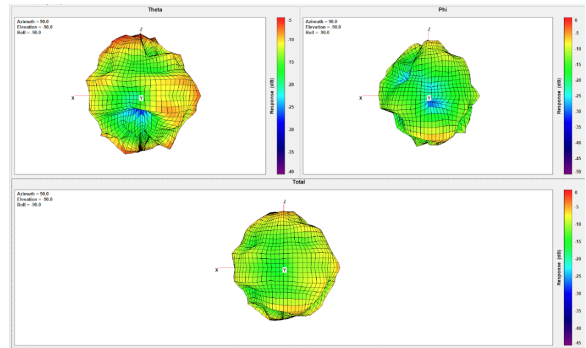 Theta
Azimuth = 90.0
Elevation = -90.0
Roll = -90.0
Z
X
Y
-5
-10
-15
-20
-25
-30
-35
-40
Response (dB)
Phi
Azimuth = 90.0
Elevation = -90.0
Roll = -90.0
Z
X
Y
0
-5
-10
-15
-20
-25
-30
-35
-40
-45
-50
Response (dB)
Total
Azimuth = 90.0
Elevation = -90.0
Roll = -90.0
Z
X
Y
0
-5
-10
-15
-20
-25
-30
-35
-40
-45
Response (dB)